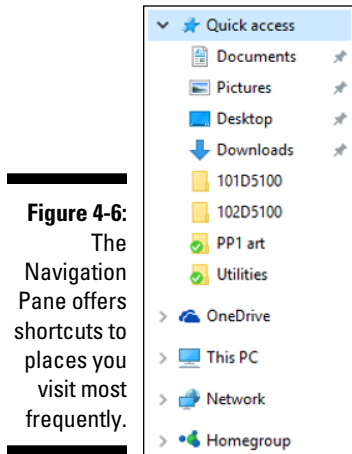 Quick access
Documents
Pictures
Desktop
Downloads
101D5100
102D5100
PP1 art
Utilities
OneDrive
This PC
Network
Homegroup
Figure 4-6:
The
Navigation
Pane offers
shortcuts to
places you
visit most
frequently.